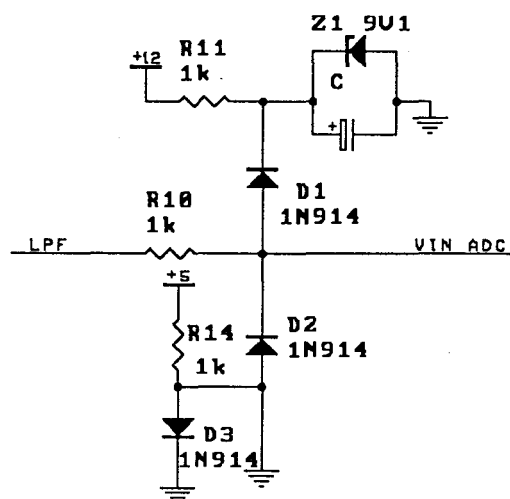 Z1 9V1
R11
+12
1k
C
+
D1
1N914
R10
1k
LPF
VIN ADC
+5
R14
1k
D2
1N914
D3
1N914